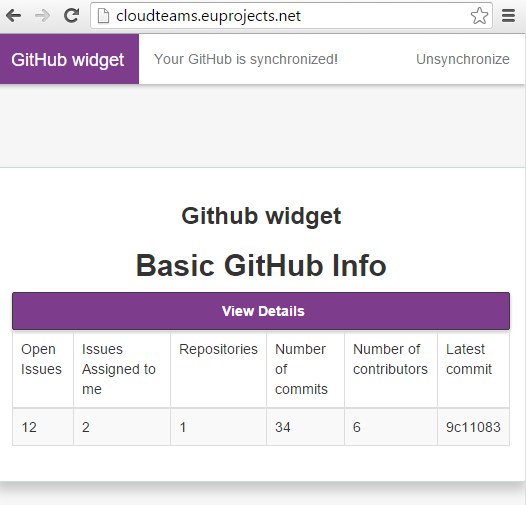 cloudteams.euprojects.net
GitHub widget Your GitHub is synchronized! Unsynchronize
Github widget
Basic GitHub Info
View Details
Open Issues Issues Assigned to me Repositories Number of commits Number of contributors Latest commit
12 2 1 34 6 9c11083